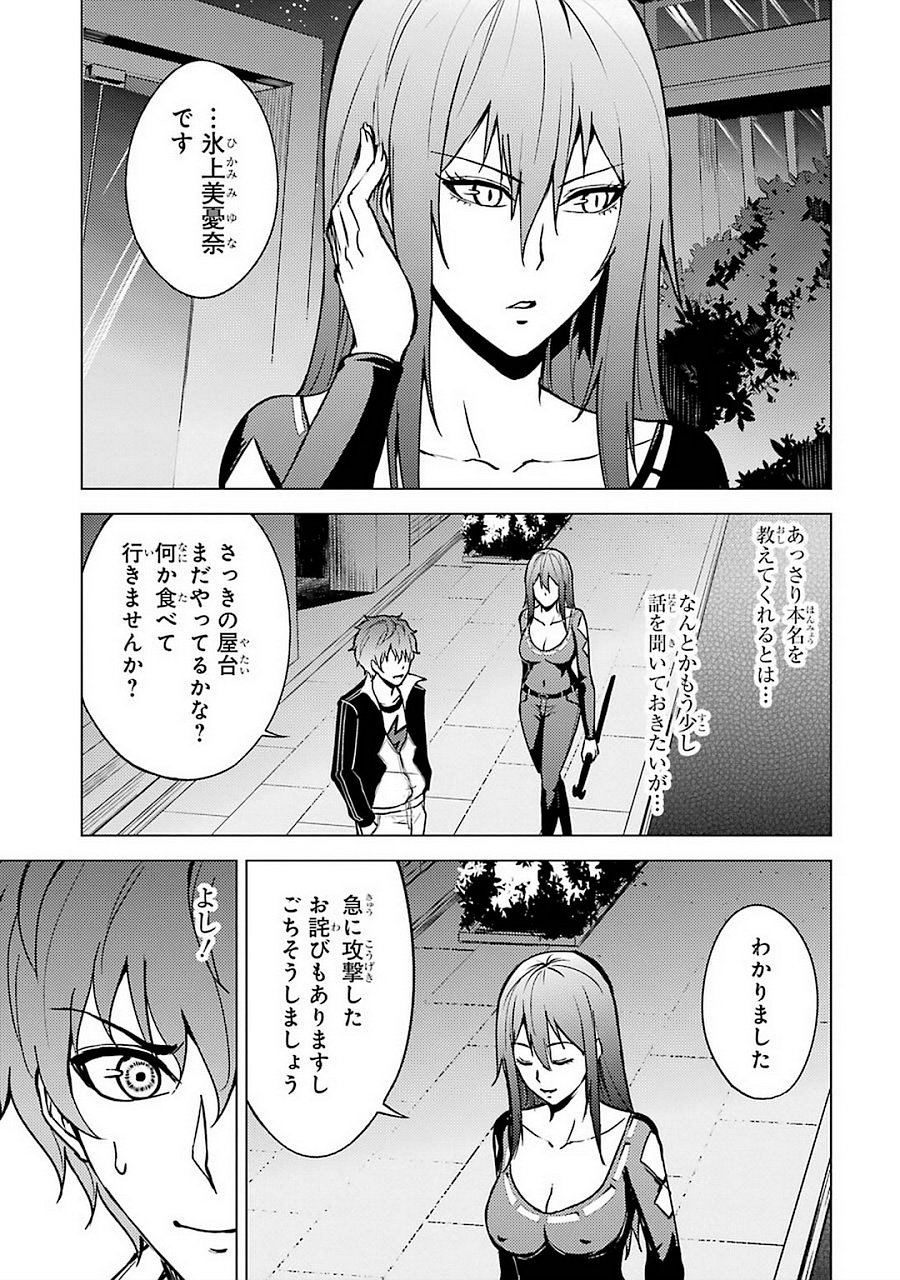 …氷上美憂奈
です
あっさり本名を
教えてくれるとは…
なんとかもう少し
話を聞いておきたいが…
さっきの屋台
まだやってるかな?
何か食べて
行きませんか?
わかりました
急に攻撃した
お詫びもありますし
ごちそうしましょう
よし!